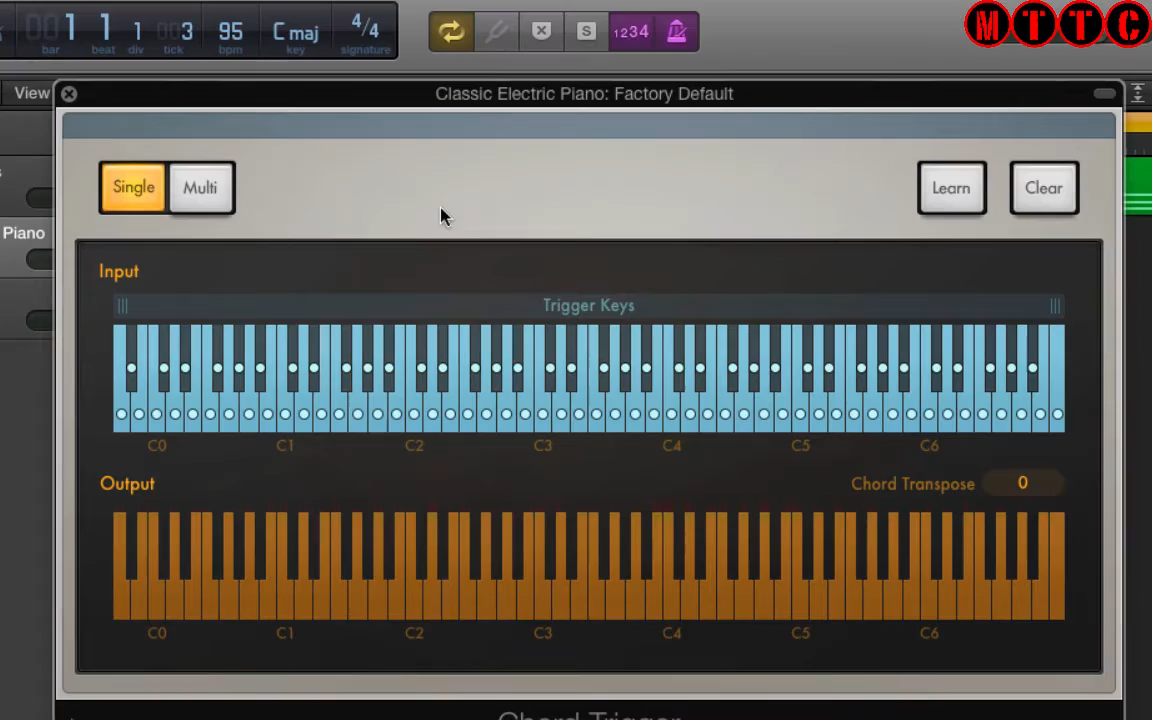 1 1 1 3 95 C maj 4/4
bar beat div tick bpm key signature
S 1234
MTTC
View
Classic Electric Piano: Factory Default
Single Multi
Learn Clear
Piano
Input
Trigger Keys
C0 C1 C2 C3 C4 C5 C6
Output
Chord Transpose 0
C0 C1 C2 C3 C4 C5 C6
Chord Trigger